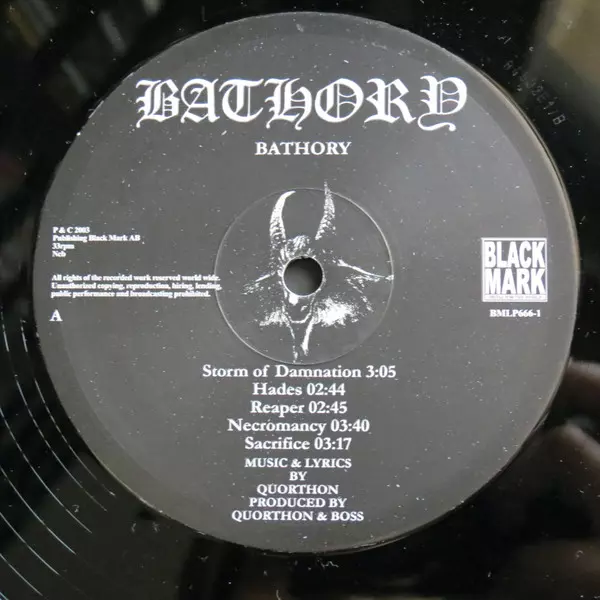 BATHORY
BATHORY
P & C 2003
Publishing Black Mark AB
33rpm
Ncb
All rights of the recorded work reserved world wide.
Unauthorized copying, reproduction, hiring, lending,
public performance and broadcasting prohibited.
A
BLACK
MARK
BMLP666-1
Storm of Damnation 3:05
Hades 02:44
Reaper 02:45
Necromancy 03:40
Sacrifice 03:17
MUSIC & LYRICS
BY
QUORTHON
PRODUCED BY
QUORTHON & BOSS